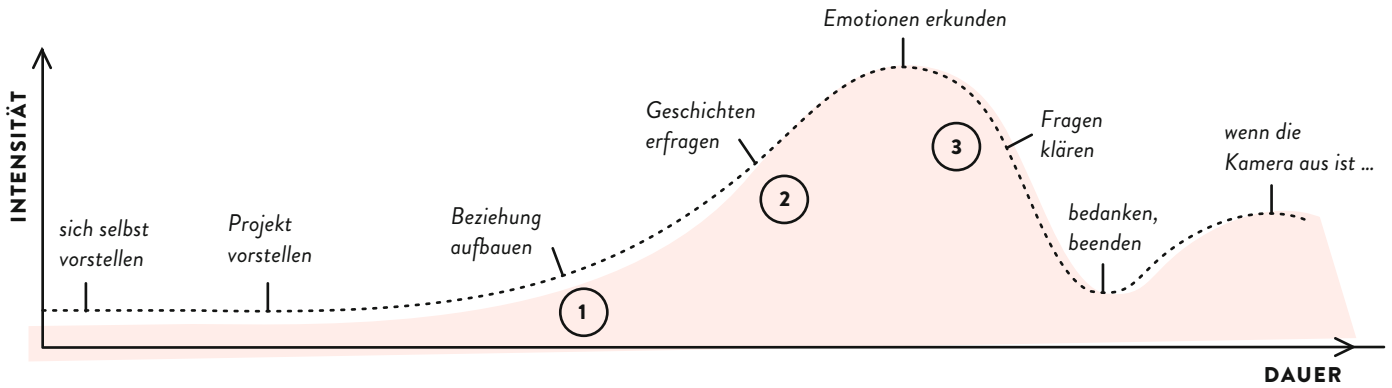 INTENSITÄT
sich selbst
vorstellen
Projekt
vorstellen
Beziehung
aufbauen
1
Geschichten
erfragen
2
Emotionen erkunden
3
Fragen
klären
bedanken,
beenden
wenn die
Kamera aus ist ...
DAUER